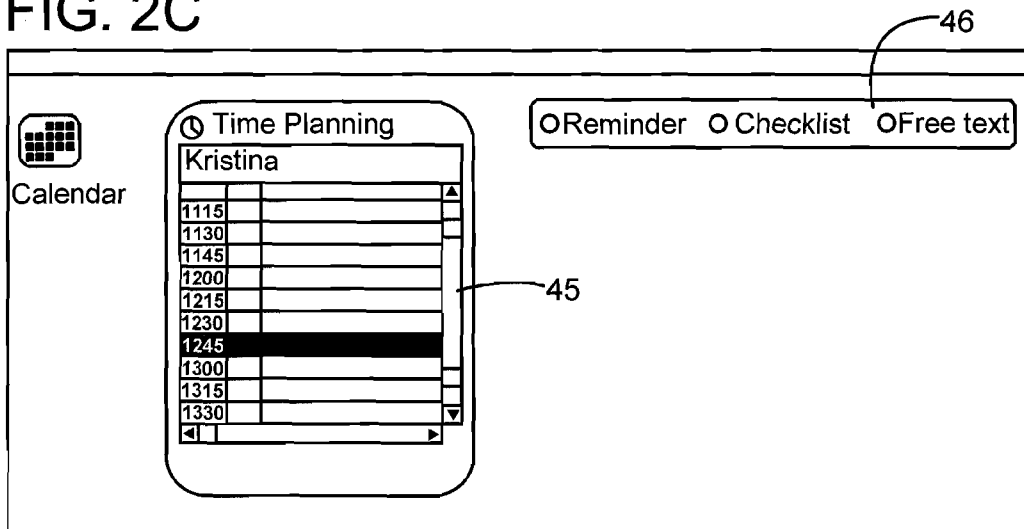 FIG. 2C
46
Time Planning
OReminder O Checklist OFree text
Kristina
Calendar
1115
1130
1145
1200
1215
45
1230
1245
1300
1315
1330